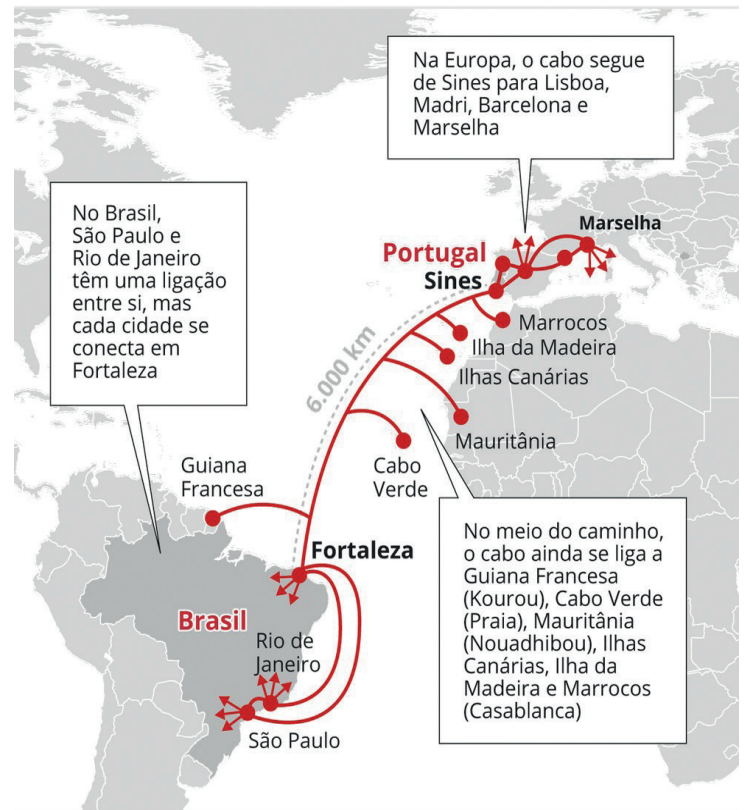 Na Europa, o cabo segue
de Sines para Lisboa,
Madri, Barcelona e
Marselha
No Brasil,
São Paulo e
Rio de Janeiro
têm uma ligação
entre si, mas
cada cidade se
conecta em
Fortaleza
Marselha
Portugal
Sines
Marrocos
Ilha da Madeira
Ilhas Canárias
6.000 km
Mauritânia
Cabo
Verde
Guiana
Francesa
Fortaleza
No meio do caminho,
o cabo ainda se liga a
Guiana Francesa
(Kourou), Cabo Verde
(Praia), Mauritânia
(Nouadhibou), Ilhas
Canárias, Ilha da
Madeira e Marrocos
(Casablanca)
Brasil
Rio de
Janeiro
São Paulo